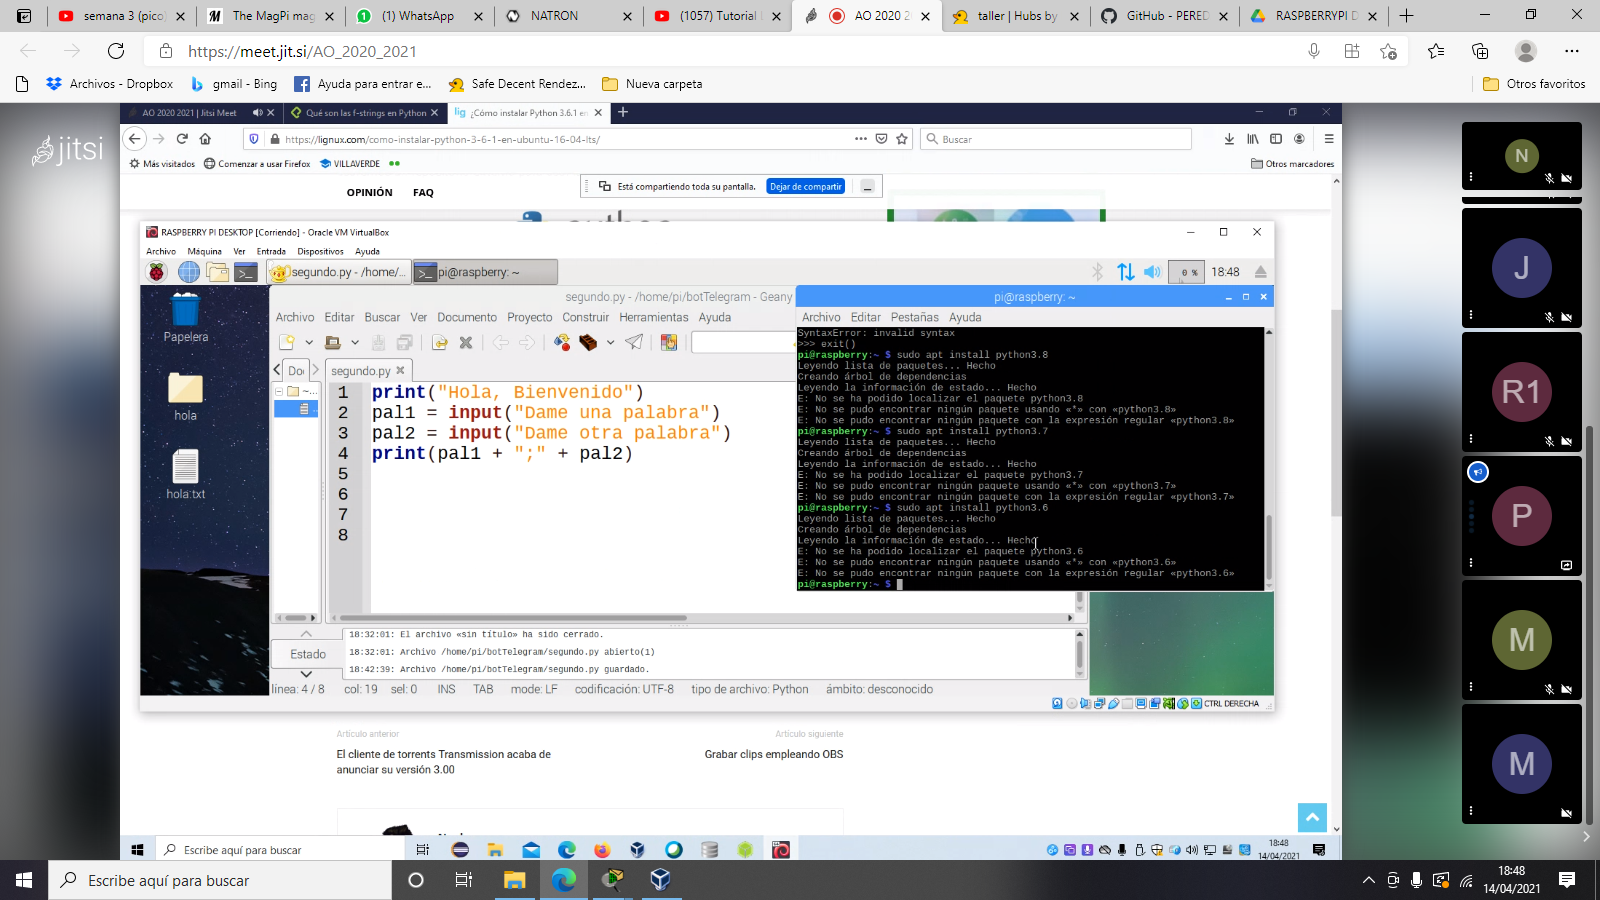 semana 3 (pico)
The MagPi mag
(1) WhatsApp
NATRON
(1057) Tutorial
AO 2020 2
taller | Hubs by
GitHub - PERED
RASPBERRYPI D
https://meet.jit.si/AO_2020_2021
Archivos - Dropbox
gmail - Bing
Ayuda para entrar e...
Safe Decent Rendez...
Nueva carpeta
Otros favoritos
jitsi
AO 2020 2021 | Jitsi Meet
Qué son las f-strings en Python
¿Cómo instalar Python 3.6.1 en
https://lignux.com/como-instalar-python-3-6-1-en-ubuntu-16-04-lts/
Buscar
Más visitados
Comenzar a usar Firefox
VILLAVERDE
Otros marcadores
OPINIÓN
FAQ
Está compartiendo toda su pantalla.
Dejar de compartir
RASPBERRY PI DESKTOP [Corriendo] - Oracle VM VirtualBox
Archivo Máquina Ver Entrada Dispositivos Ayuda
segundo.py - /home/...
pi@raspberry: ~
0 %
18:48
Papelera
hola
hola.txt
segundo.py - /home/pi/botTelegram - Geany
Archivo Editar Buscar Ver Documento Proyecto Construir Herramientas Ayuda
Doc
segundo.py
1 print("Hola, Bienvenido")
2 pal1 = input("Dame una palabra")
3 pal2 = input("Dame otra palabra")
4 print(pal1 + ";" + pal2)
5
6
7
8
Estado
18:32:01: El archivo «sin título» ha sido cerrado.
18:32:01: Archivo /home/pi/botTelegram/segundo.py abierto(1)
18:42:39: Archivo /home/pi/botTelegram/segundo.py guardado.
línea: 4 / 8 col: 19 sel: 0 INS TAB mode: LF codificación: UTF-8 tipo de archivo: Python ámbito: desconocido
pi@raspberry: ~
Archivo Editar Pestañas Ayuda
SyntaxError: invalid syntax
>>> exit()
pi@raspberry:~ $ sudo apt install python3.8
Leyendo lista de paquetes... Hecho
Creando árbol de dependencias
Leyendo la información de estado... Hecho
E: No se ha podido localizar el paquete python3.8
E: No se pudo encontrar ningún paquete usando «*» con «python3.8»
E: No se pudo encontrar ningún paquete con la expresión regular «python3.8»
pi@raspberry:~ $ sudo apt install python3.7
Leyendo lista de paquetes... Hecho
Creando árbol de dependencias
Leyendo la información de estado... Hecho
E: No se ha podido localizar el paquete python3.7
E: No se pudo encontrar ningún paquete usando «*» con «python3.7»
E: No se pudo encontrar ningún paquete con la expresión regular «python3.7»
pi@raspberry:~ $ sudo apt install python3.6
Leyendo lista de paquetes... Hecho
Creando árbol de dependencias
Leyendo la información de estado... Hecho
E: No se ha podido localizar el paquete python3.6
E: No se pudo encontrar ningún paquete usando «*» con «python3.6»
E: No se pudo encontrar ningún paquete con la expresión regular «python3.6»
pi@raspberry:~ $
CTRL DERECHA
Artículo anterior
El cliente de torrents Transmission acaba de
anunciar su versión 3.00
Artículo siguiente
Grabar clips empleando OBS
Escribe aquí para buscar
18:48
14/04/2021
N
J
R1
P
M
M
Escribe aquí para buscar
18:48
14/04/2021